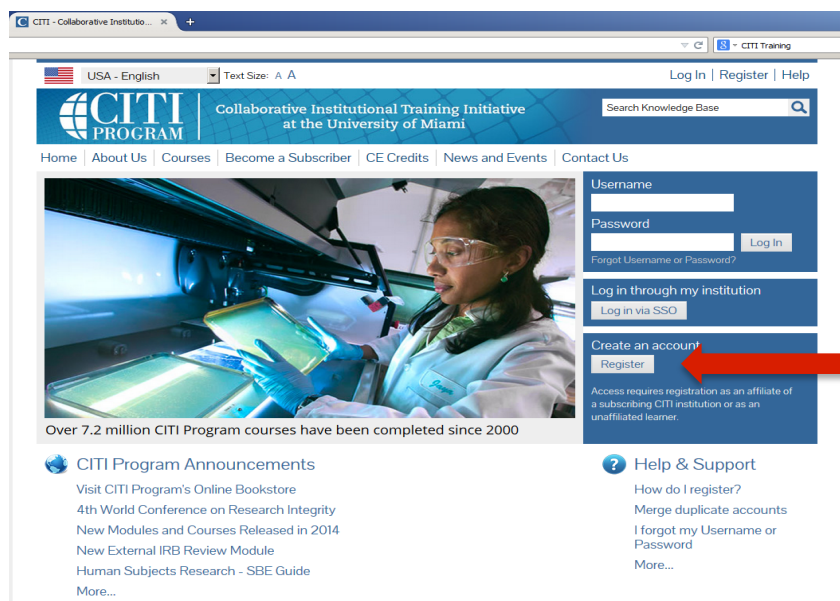 CITI - Collaborative Institutio... × +
8 CITI Training
USA - English Text Size: A A Log In | Register | Help
CITI PROGRAM
Collaborative Institutional Training Initiative
at the University of Miami
Search Knowledge Base
Home About Us Courses Become a Subscriber CE Credits News and Events Contact Us
Username
Password
Log In
Forgot Username or Password?
Log in through my institution
Log in via SSO
Create an account
Register
Access requires registration as an affiliate of
a subscribing CITI institution or as an
unaffiliated learner.
Over 7.2 million CITI Program courses have been completed since 2000
CITI Program Announcements
Visit CITI Program's Online Bookstore
4th World Conference on Research Integrity
New Modules and Courses Released in 2014
New External IRB Review Module
Human Subjects Research - SBE Guide
More...
? Help & Support
How do I register?
Merge duplicate accounts
I forgot my Username or
Password
More...